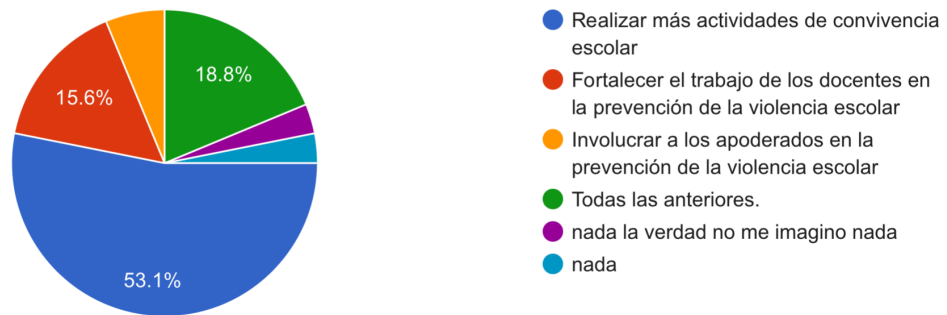 18.8%
15.6%
53.1%
Realizar más actividades de convivencia
escolar
Fortalecer el trabajo de los docentes en
la prevención de la violencia escolar
Involucrar a los apoderados en la
prevención de la violencia escolar
Todas las anteriores.
nada la verdad no me imagino nada
nada